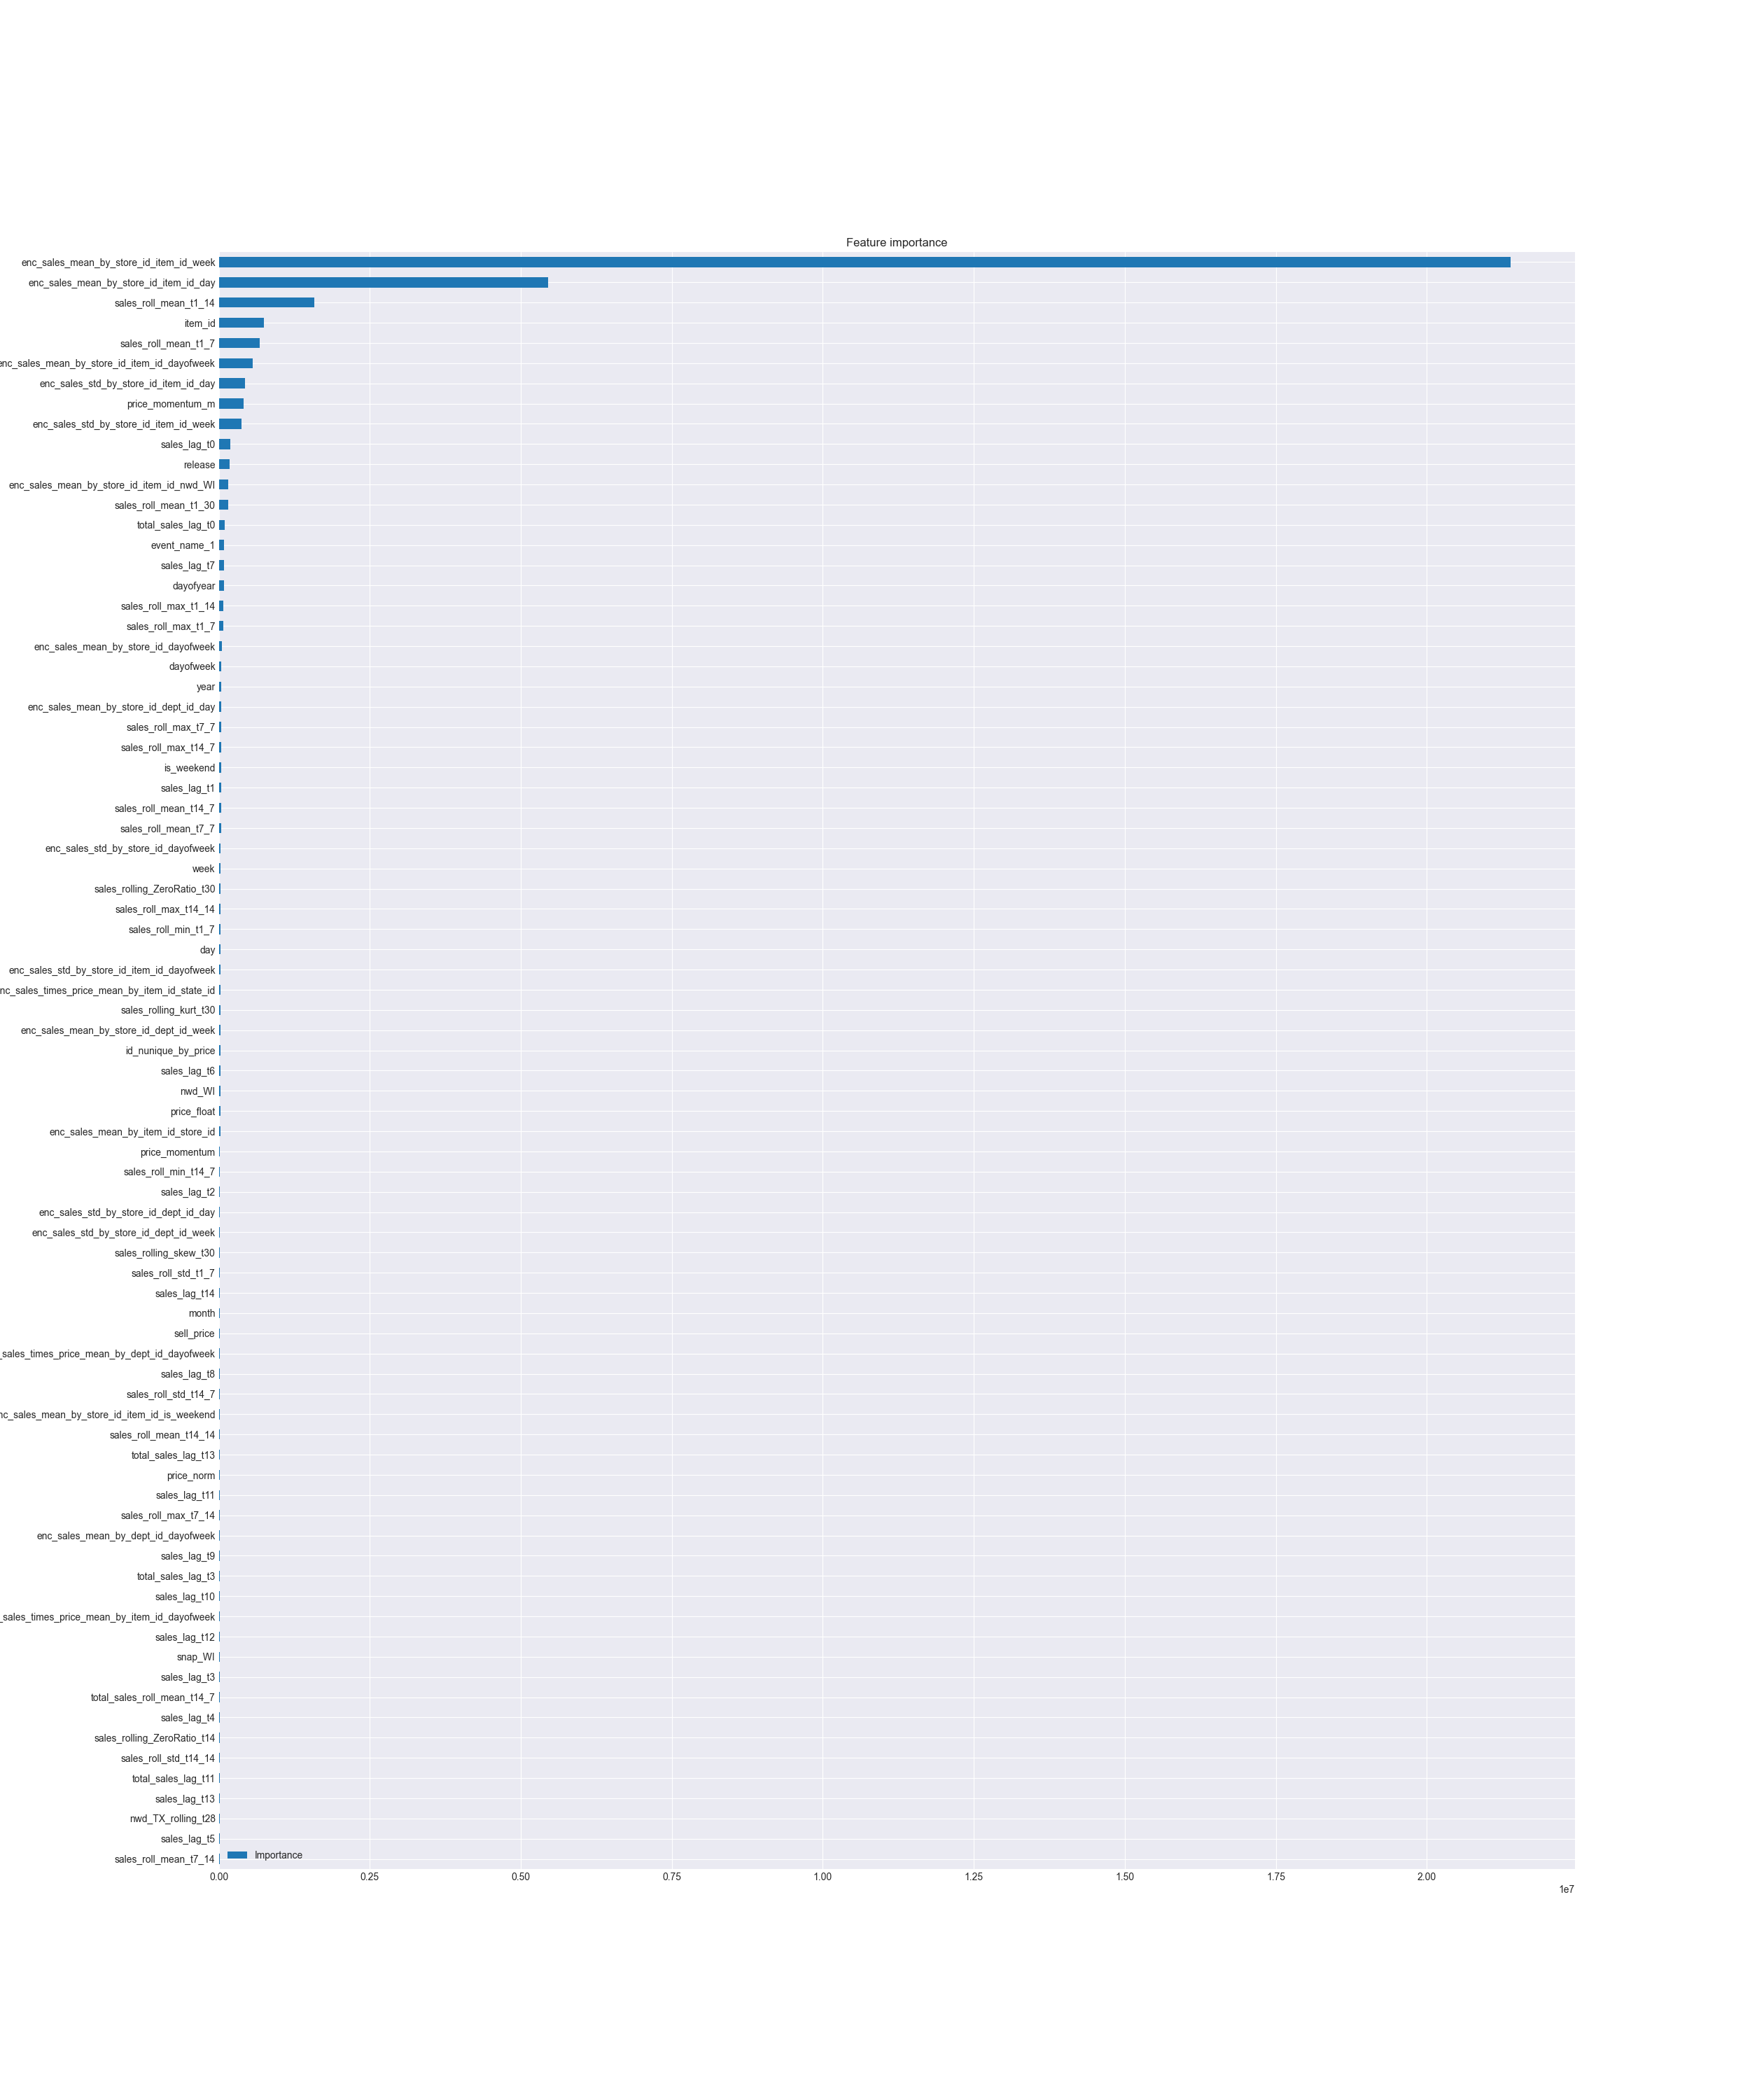 Feature importance
enc_sales_mean_by_store_id_item_id_week
enc_sales_mean_by_store_id_item_id_day
sales_roll_mean_t1_14
item_id
sales_roll_mean_t1_7
enc_sales_mean_by_store_id_item_id_dayofweek
enc_sales_std_by_store_id_item_id_day
price_momentum_m
enc_sales_std_by_store_id_item_id_week
sales_lag_t0
release
enc_sales_mean_by_store_id_item_id_nwd_WI
sales_roll_mean_t1_30
total_sales_lag_t0
event_name_1
sales_lag_t7
dayofyear
sales_roll_max_t1_14
sales_roll_max_t1_7
enc_sales_mean_by_store_id_dayofweek
dayofweek
year
enc_sales_mean_by_store_id_dept_id_day
sales_roll_max_t7_7
sales_roll_max_t14_7
is_weekend
sales_lag_t1
sales_roll_mean_t14_7
sales_roll_mean_t7_7
enc_sales_std_by_store_id_dayofweek
week
sales_rolling_ZeroRatio_t30
sales_roll_max_t14_14
sales_roll_min_t1_7
day
enc_sales_std_by_store_id_item_id_dayofweek
nc_sales_times_price_mean_by_item_id_state_id
sales_rolling_kurt_t30
enc_sales_mean_by_store_id_dept_id_week
id_nunique_by_price
sales_lag_t6
nwd_WI
price_float
enc_sales_mean_by_item_id_store_id
price_momentum
sales_roll_min_t14_7
sales_lag_t2
enc_sales_std_by_store_id_dept_id_day
enc_sales_std_by_store_id_dept_id_week
sales_rolling_skew_t30
sales_roll_std_t1_7
sales_lag_t14
month
sell_price
_sales_times_price_mean_by_dept_id_dayofweek
sales_lag_t8
sales_roll_std_t14_7
nc_sales_mean_by_store_id_item_id_is_weekend
sales_roll_mean_t14_14
total_sales_lag_t13
price_norm
sales_lag_t11
sales_roll_max_t7_14
enc_sales_mean_by_dept_id_dayofweek
sales_lag_t9
total_sales_lag_t3
sales_lag_t10
_sales_times_price_mean_by_item_id_dayofweek
sales_lag_t12
snap_WI
sales_lag_t3
total_sales_roll_mean_t14_7
sales_lag_t4
sales_rolling_ZeroRatio_t14
sales_roll_std_t14_14
total_sales_lag_t11
sales_lag_t13
nwd_TX_rolling_t28
sales_lag_t5
sales_roll_mean_t7_14
Importance
0.00 0.25 0.50 0.75 1.00 1.25 1.50 1.75 2.00
1e7